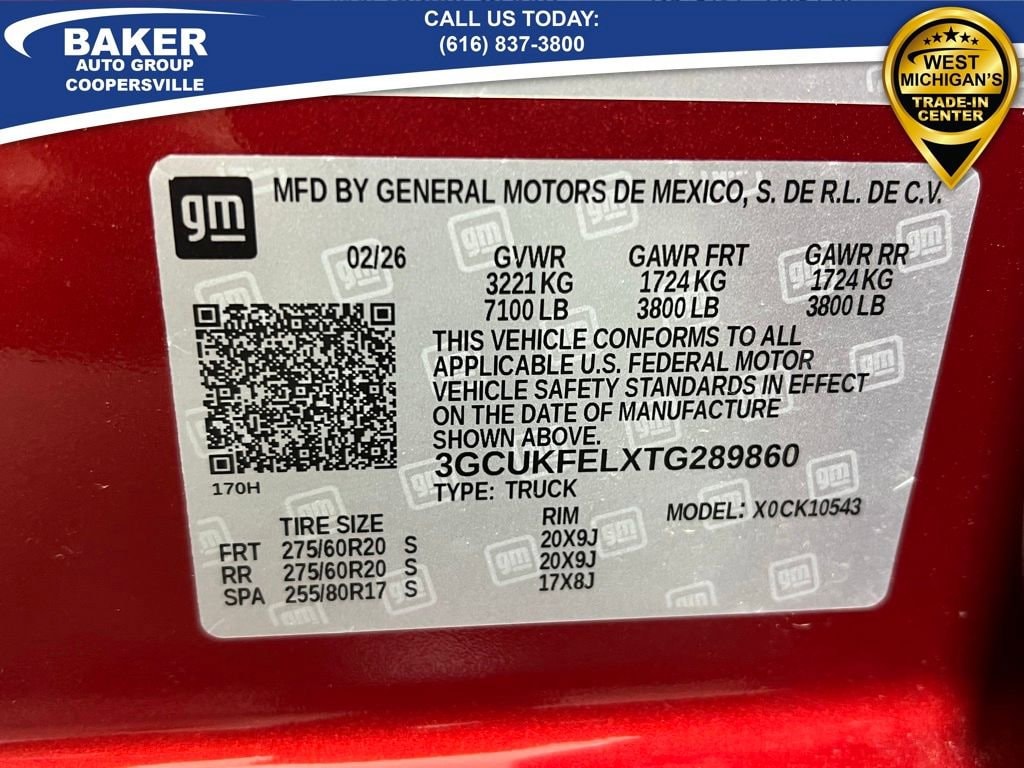 BAKER
AUTO GROUP
COOPERSVILLE
CALL US TODAY:
(616) 837-3800
WEST
MICHIGAN'S
TRADE-IN
CENTER
gm
MFD BY GENERAL MOTORS DE MEXICO, S. DE R.L. DE C.V.
02/26 GVWR GAWR FRT GAWR RR
3221 KG 1724 KG 1724 KG
7100 LB 3800 LB 3800 LB
THIS VEHICLE CONFORMS TO ALL
APPLICABLE U.S. FEDERAL MOTOR
VEHICLE SAFETY STANDARDS IN EFFECT
ON THE DATE OF MANUFACTURE
SHOWN ABOVE.
3GCUKFELXTG289860
170H
TYPE: TRUCK
MODEL: X0CK10543
TIRE SIZE RIM
FRT 275/60R20 S 20X9J
RR 275/60R20 S 20X9J
SPA 255/80R17 S 17X8J